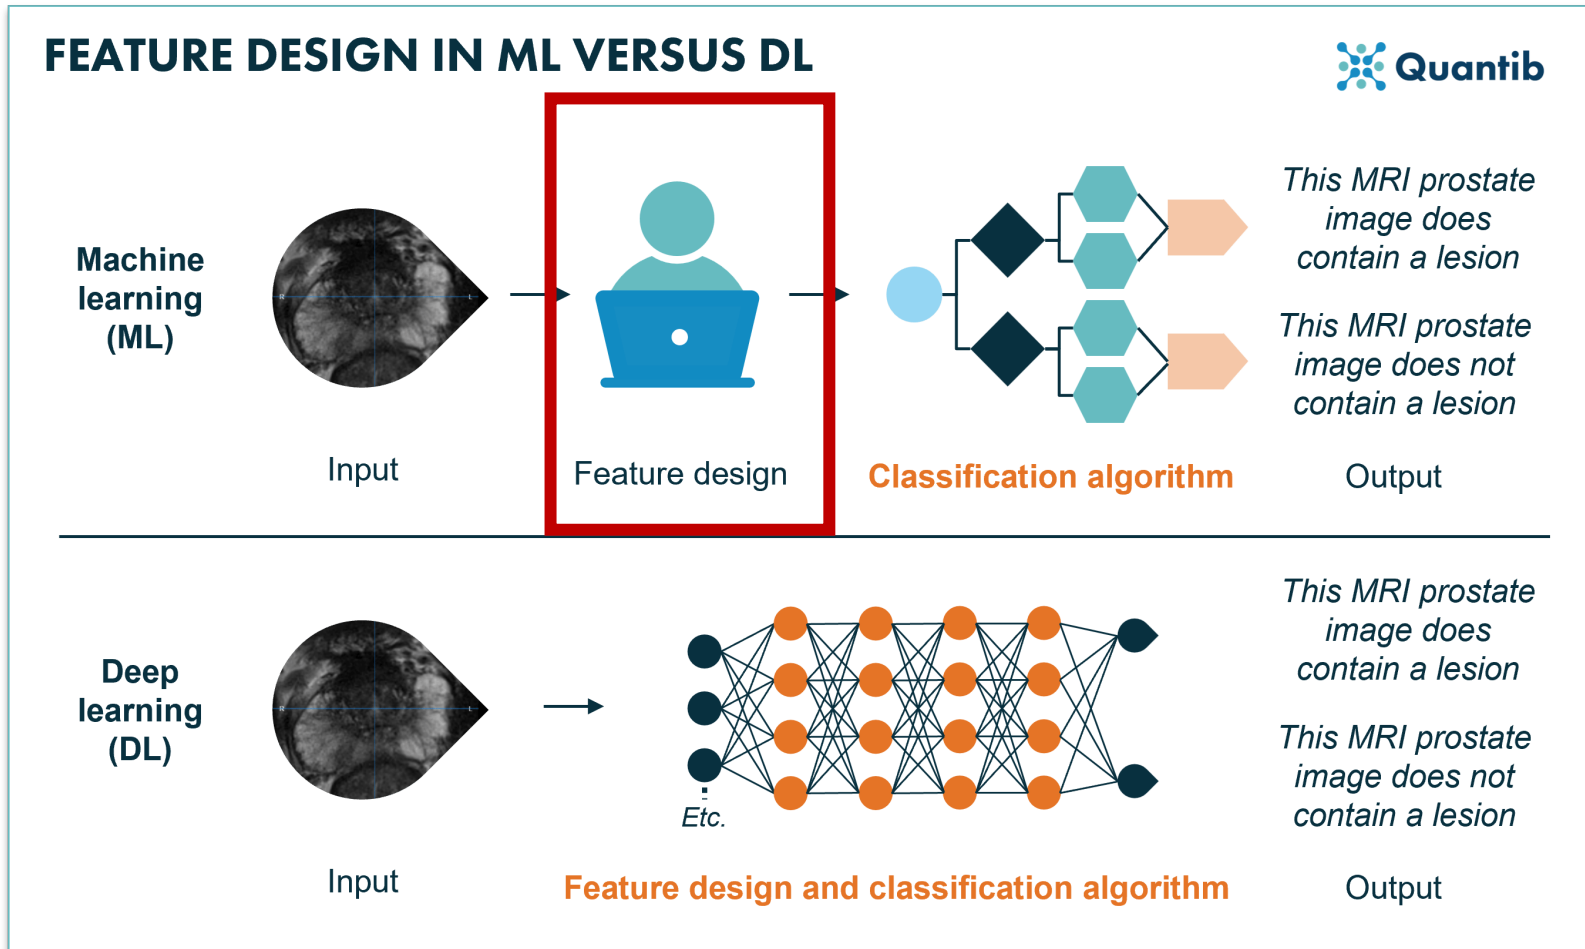 FEATURE DESIGN IN ML VERSUS DL
Quantib
Machine
learning
(ML)
R
L
This MRI prostate
image does
contain a lesion
This MRI prostate
image does not
contain a lesion
Input
Feature design
Classification algorithm
Output
Deep
learning
(DL)
R
L
Etc.
This MRI prostate
image does
contain a lesion
This MRI prostate
image does not
contain a lesion
Input
Feature design and classification algorithm
Output